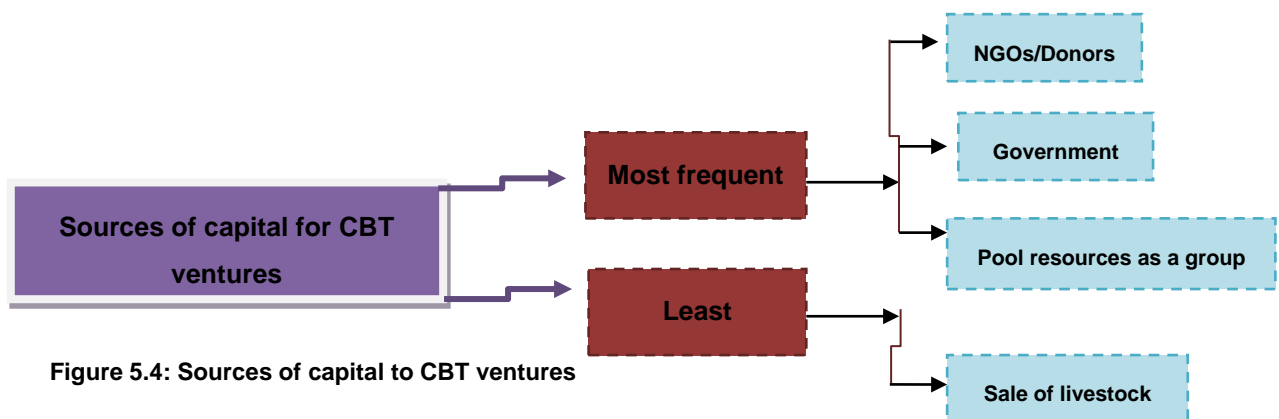 NGOs/Donors
Government
Most frequent
Sources of capital for CBT
ventures
Pool resources as a group
Least
Sale of livestock
Figure 5.4: Sources of capital to CBT ventures